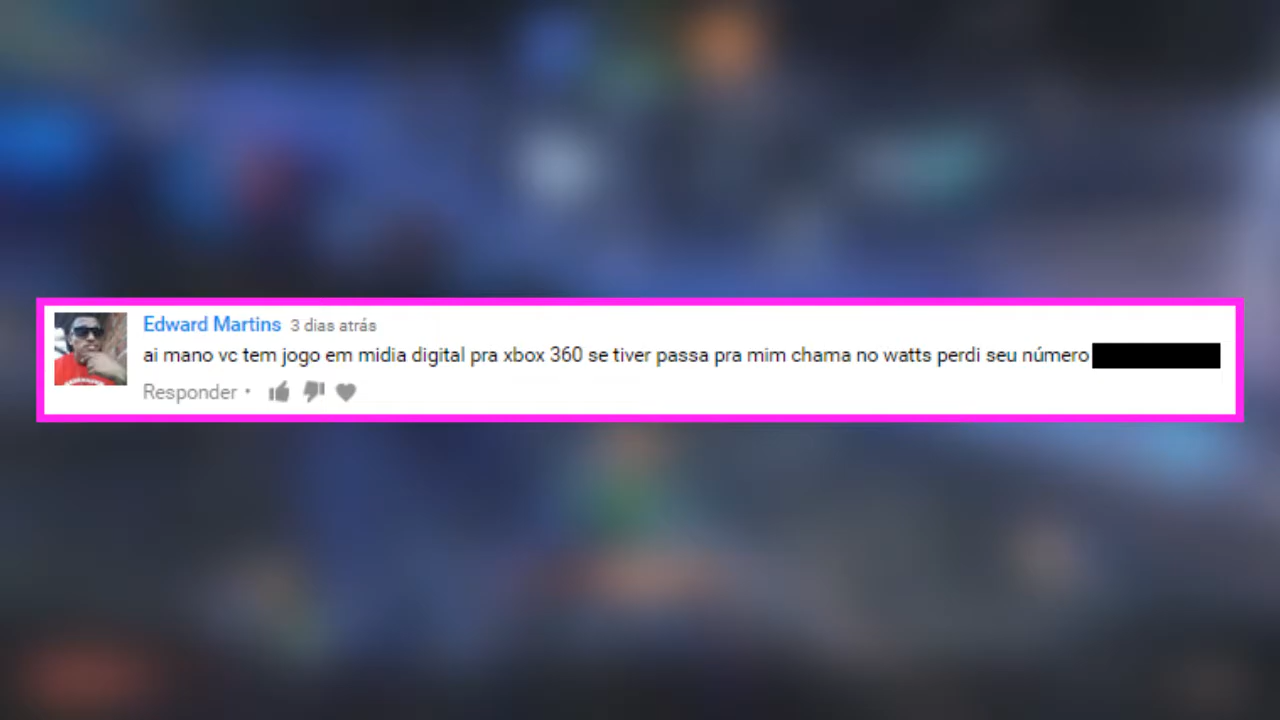 Edward Martins 3 dias atrás
ai mano vc tem jogo em midia digital pra xbox 360 se tiver passa pra mim chama no watts perdi seu número
Responder •